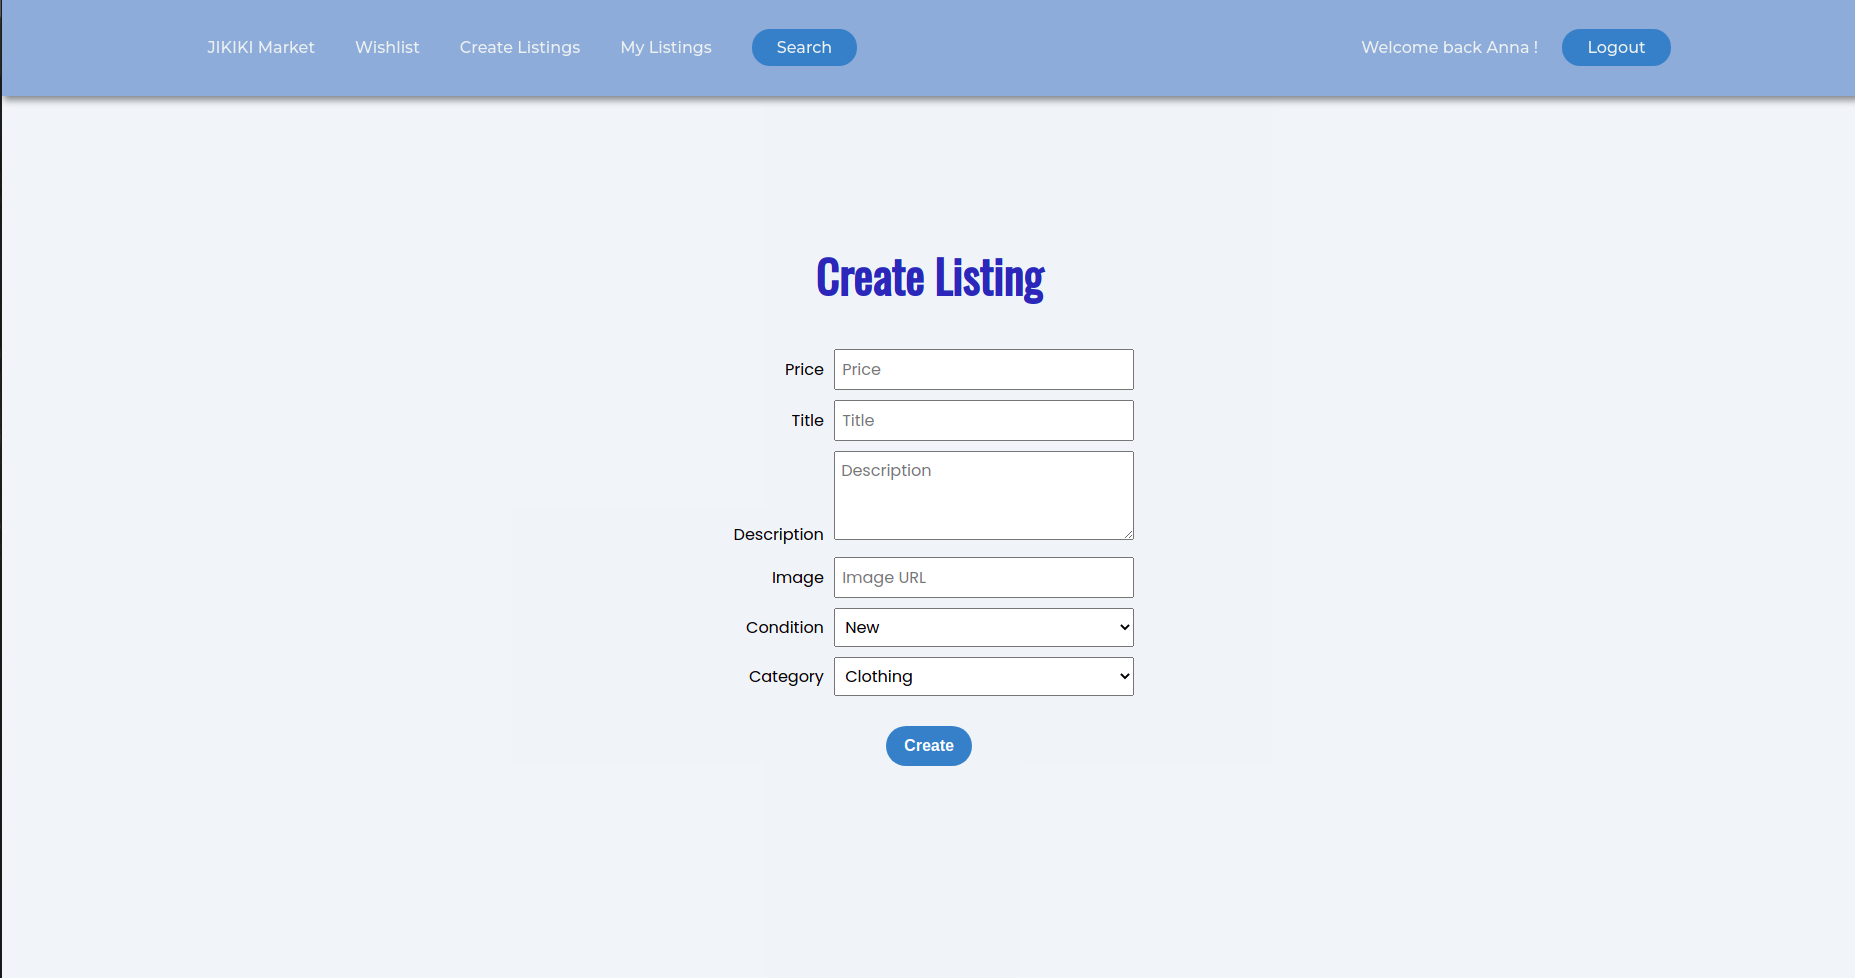 JIKIKI Market Wishlist Create Listings My Listings Search Welcome back Anna ! Logout
Create Listing
Price Price
Title Title
Description
Description
Image Image URL
Condition New
Category Clothing
Create